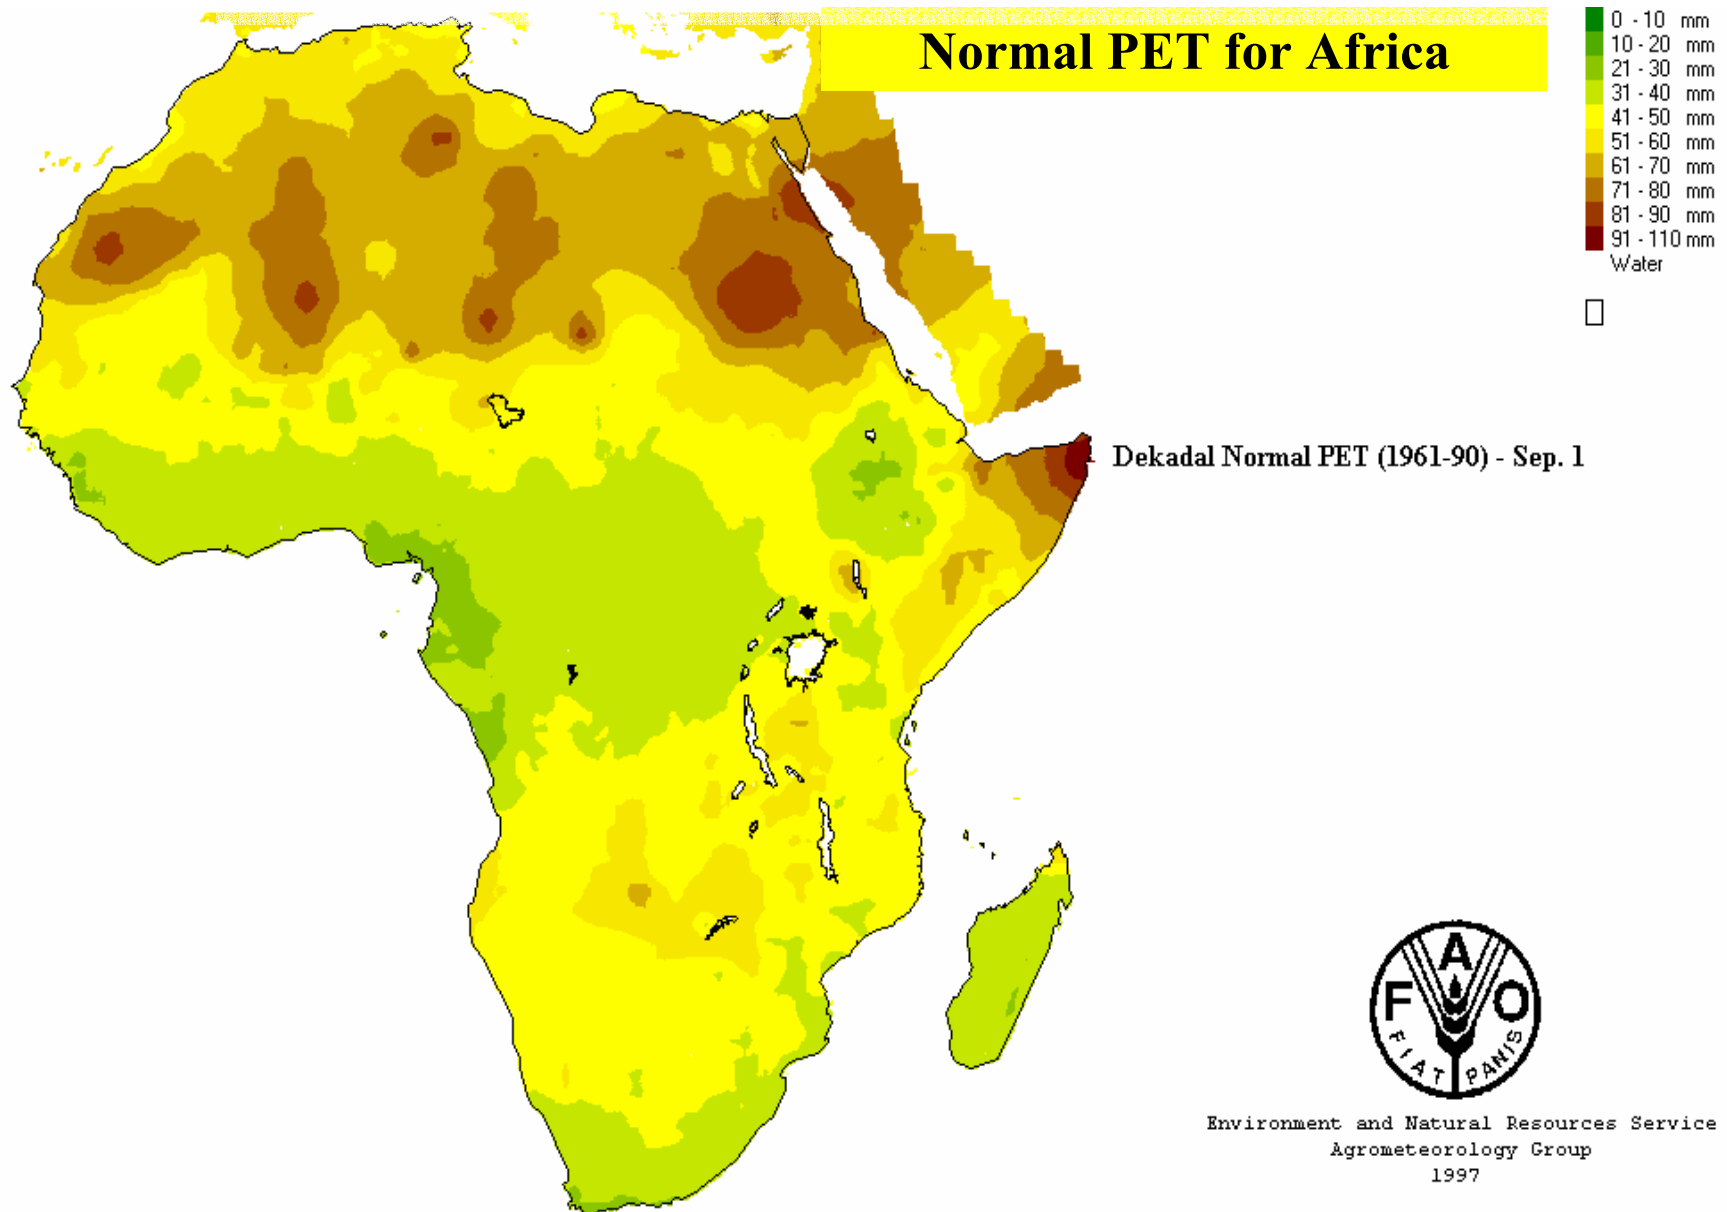 Normal PET for Africa
0 - 10 mm
10 - 20 mm
21 - 30 mm
31 - 40 mm
41 - 50 mm
51 - 60 mm
61 - 70 mm
71 - 80 mm
81 - 90 mm
91 - 110 mm
Water
Dekadal Normal PET (1961-90) - Sep. 1
F A O
FIAT PANIS
Environment and Natural Resources Service
Agrometeorology Group
1997